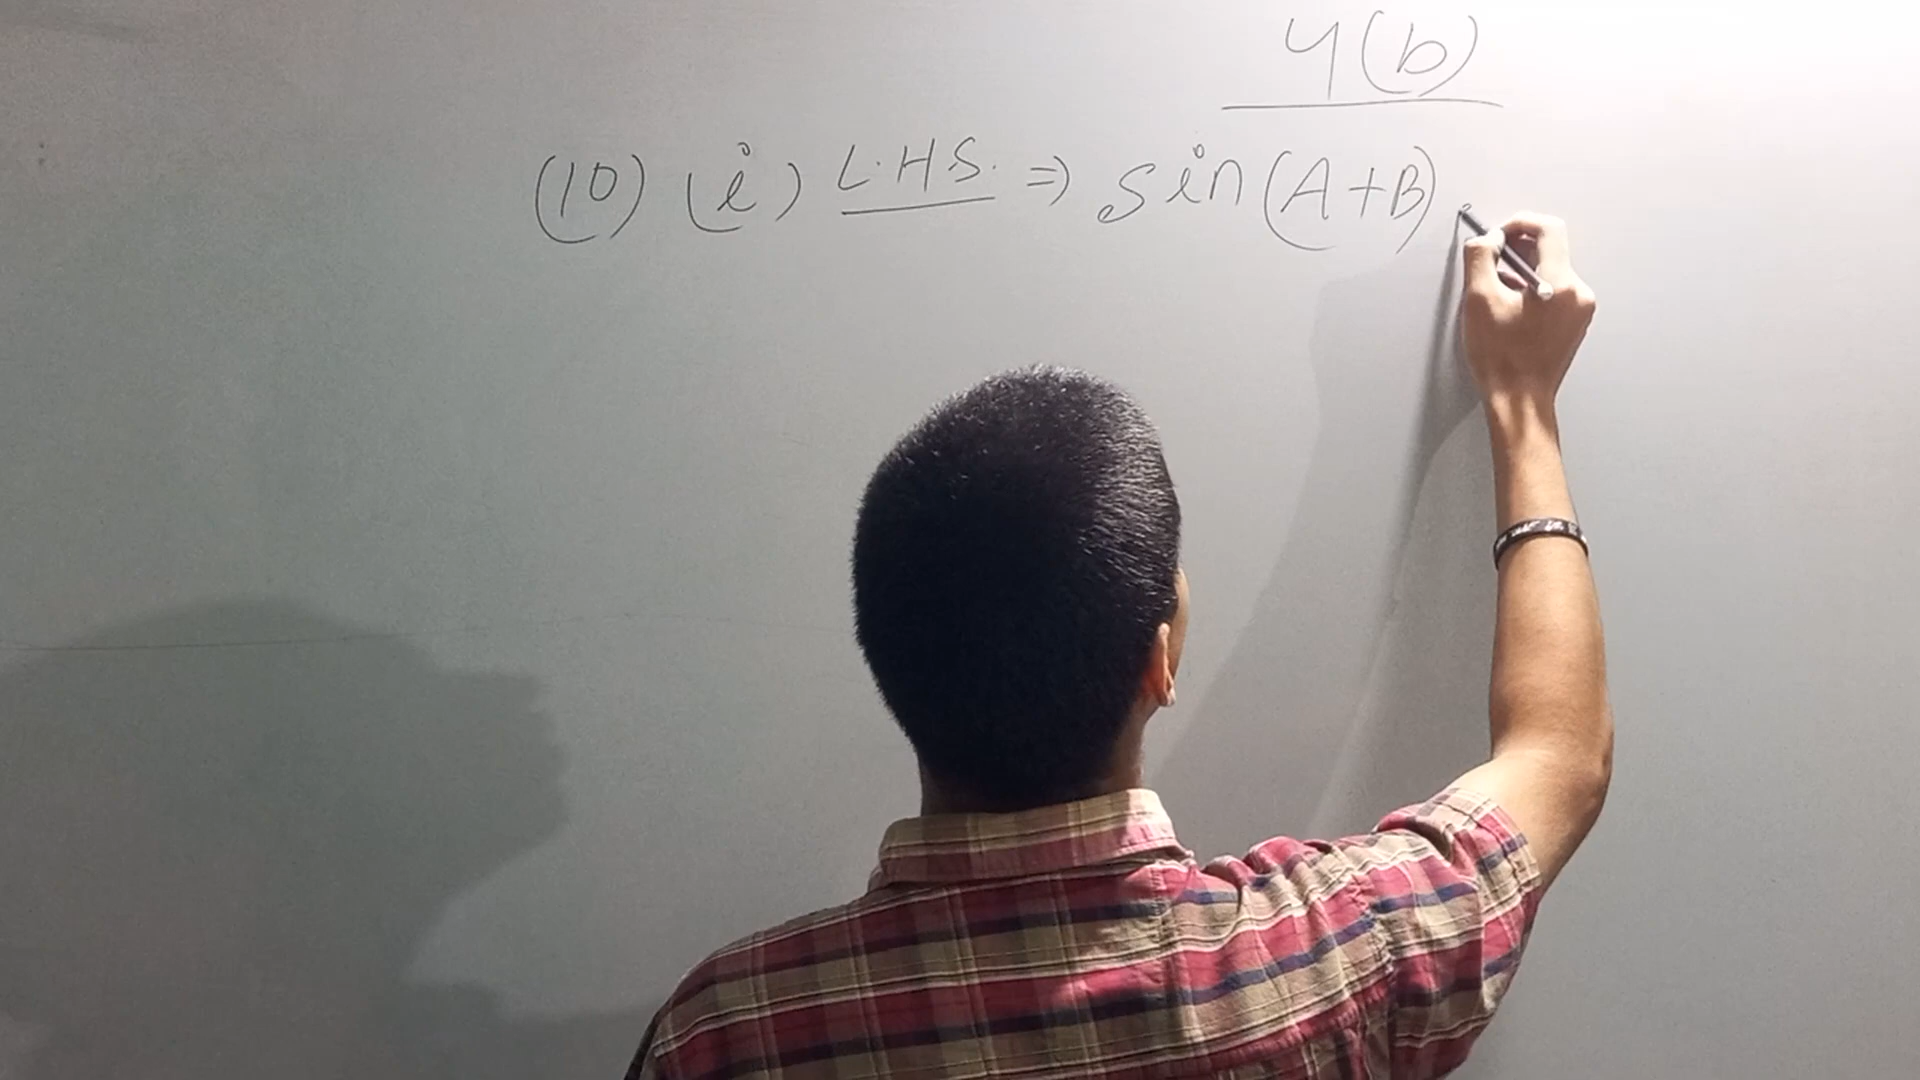 4(b)
(10) (i) L.H.S. ⇒ sin(A+B).